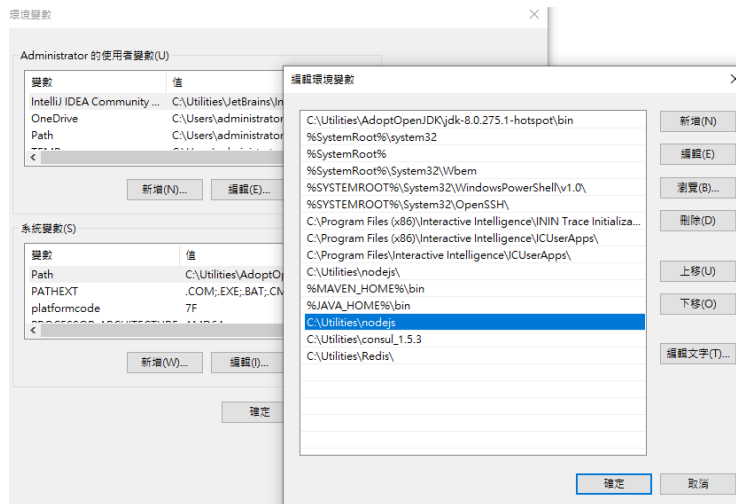 環境變數
Administrator 的使用者變數(U)
變數 值
IntelliJ IDEA Community ... C:\Utilities\JetBrains\In
OneDrive C:\Users\administrator
Path C:\Users\administrator
新增(N)... 編輯(E)...
系統變數(S)
變數 值
Path C:\Utilities\AdoptO
PATHEXT .COM;.EXE;.BAT;.CM
platformcode 7F
新增(W)... 編輯(I)...
確定
編輯環境變數
C:\Utilities\AdoptOpenJDK\jdk-8.0.275.1-hotspot\bin
%SystemRoot%\system32
%SystemRoot%
%SystemRoot%\System32\Wbem
%SYSTEMROOT%\System32\WindowsPowerShell\v1.0\
%SYSTEMROOT%\System32\OpenSSH\
C:\Program Files (x86)\Interactive Intelligence\ININ Trace Initializa...
C:\Program Files (x86)\Interactive Intelligence\ICUserApps\
C:\Program Files\Interactive Intelligence\ICUserApps\
C:\Utilities\nodejs\
%MAVEN_HOME%\bin
%JAVA_HOME%\bin
C:\Utilities\nodejs
C:\Utilities\consul_1.5.3
C:\Utilities\Redis\
新增(N)
編輯(E)
瀏覽(B)...
刪除(D)
上移(U)
下移(O)
編輯文字(T)...
確定 取消